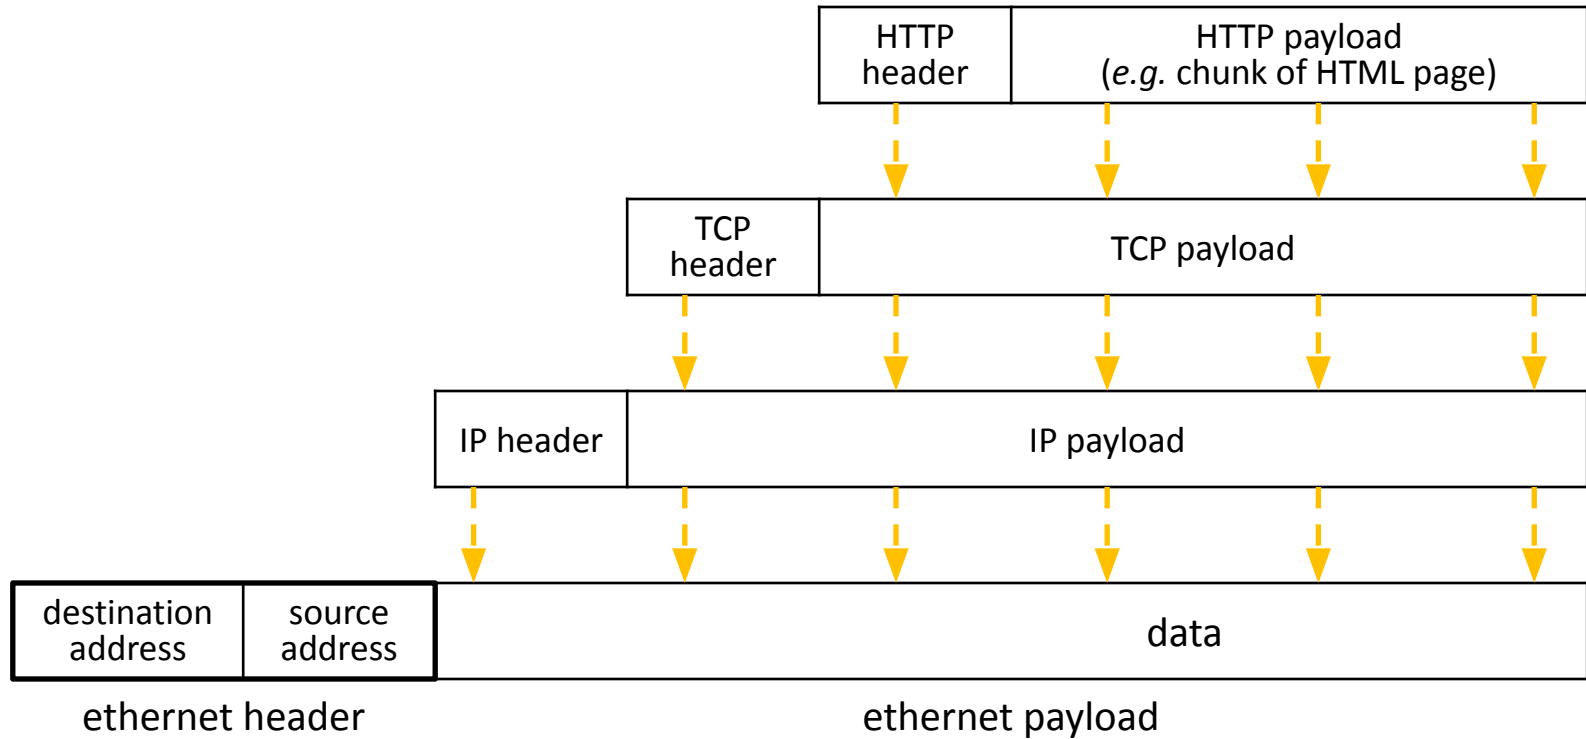 HTTP
header
HTTP payload
(e.g. chunk of HTML page)
TCP
header
TCP payload
IP header
IP payload
destination
address
source
address
data
ethernet header
ethernet payload